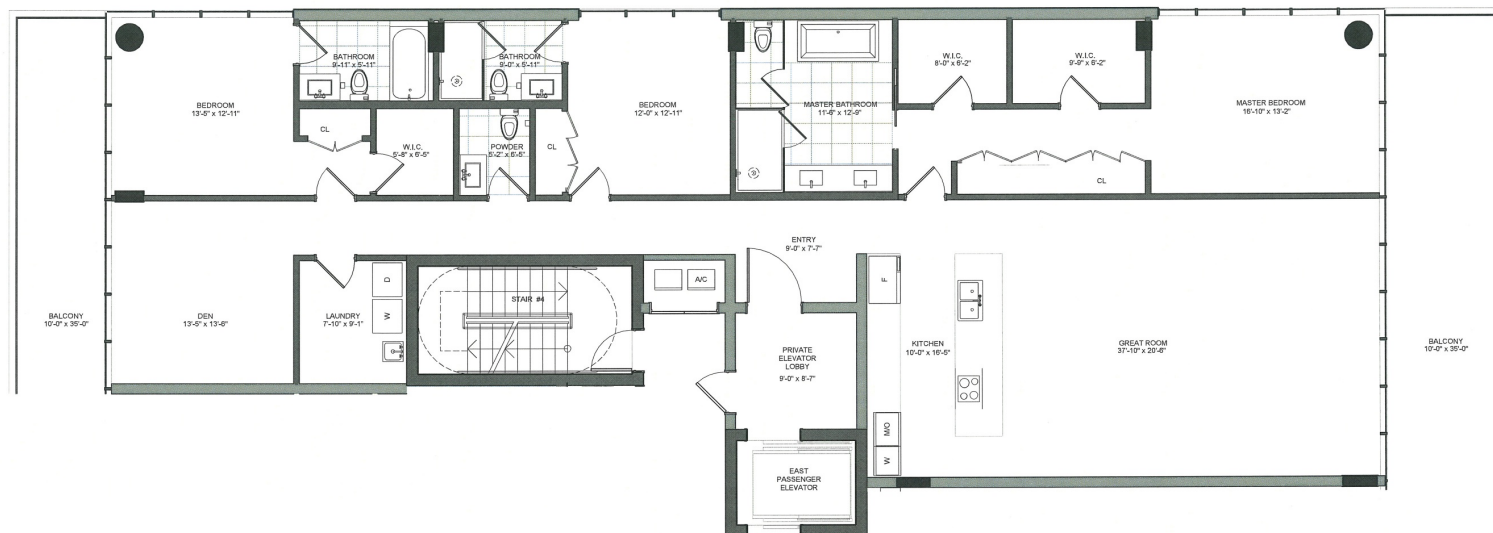 BATHROOM
9'-11" x 5'-11"
BATHROOM
9'-0" x 5'-11"
W.I.C.
8'-0" x 6'-2"
W.I.C.
9'-9" x 6'-2"
BEDROOM
13'-5" x 12'-11"
BEDROOM
12'-0" x 12'-11"
MASTER BATHROOM
11'-6" x 12'-9"
MASTER BEDROOM
16'-10" x 13'-2"
CL
W.I.C.
5'-8" x 6'-5"
POWDER
5'-2" x 6'-5"
CL
CL
ENTRY
9'-0" x 7'-7"
D
A/C
F
STAIR #4
BALCONY
10'-0" x 35'-0"
DEN
13'-5" x 13'-6"
LAUNDRY
7'-10" x 9'-1"
W
PRIVATE
ELEVATOR
LOBBY
9'-0" x 8'-7"
KITCHEN
10'-0" x 16'-5"
GREAT ROOM
37'-10" x 20'-6"
BALCONY
10'-0" x 35'-0"
M/O
W
EAST
PASSENGER
ELEVATOR